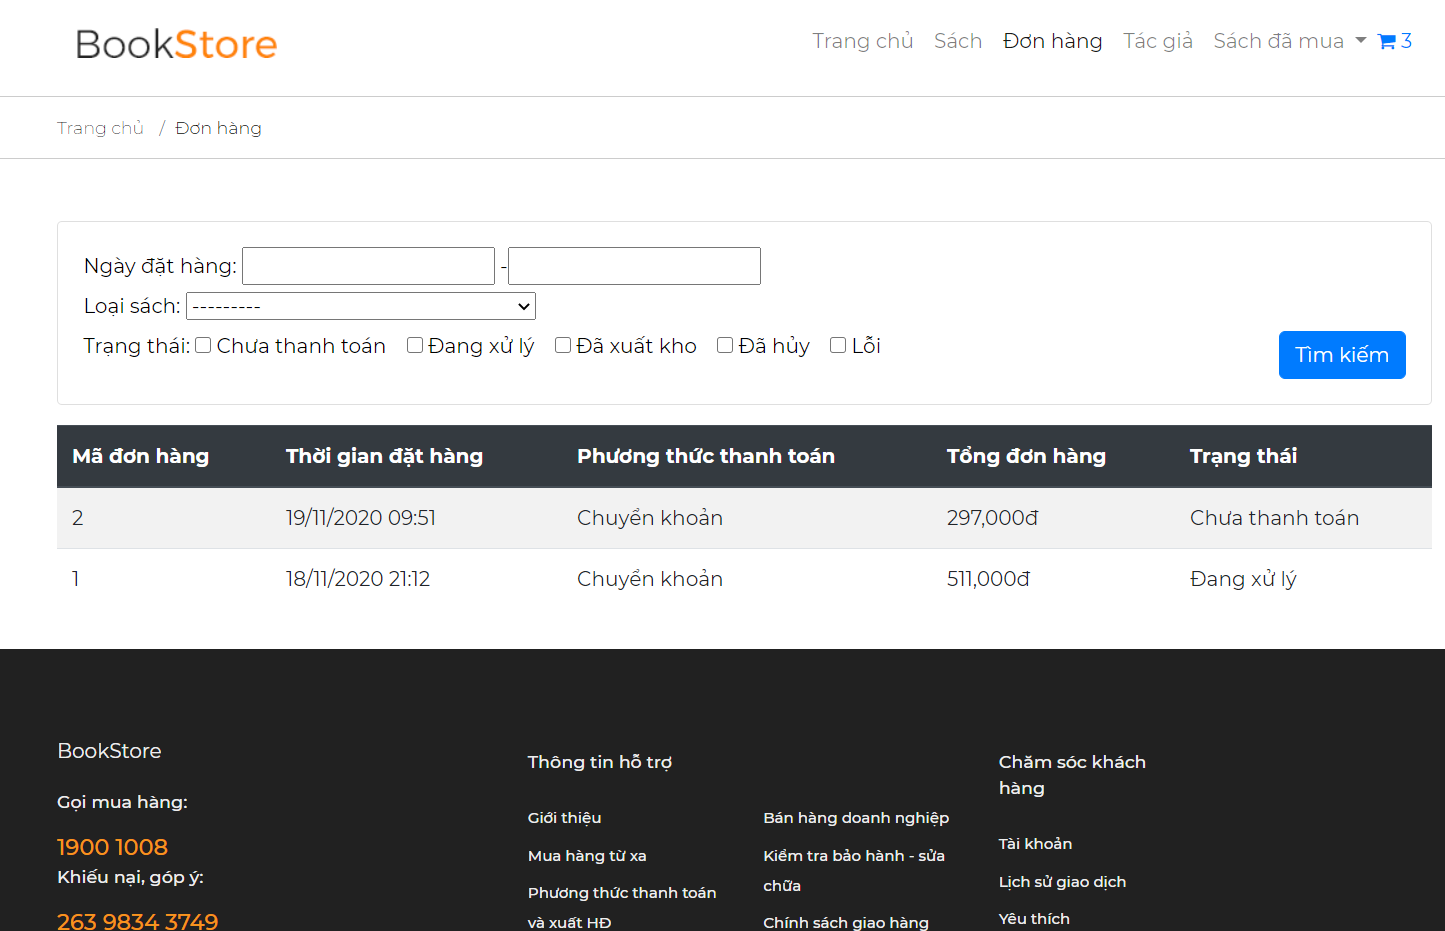 BookStore
Trang chủ Sách Đơn hàng Tác giả Sách đã mua 3
Trang chủ / Đơn hàng
Ngày đặt hàng: -
Loại sách: ---------
Trạng thái: Chưa thanh toán Đang xử lý Đã xuất kho Đã hủy Lỗi
Tìm kiếm
Mã đơn hàng Thời gian đặt hàng Phương thức thanh toán Tổng đơn hàng Trạng thái
2 19/11/2020 09:51 Chuyển khoản 297,000đ Chưa thanh toán
1 18/11/2020 21:12 Chuyển khoản 511,000đ Đang xử lý
BookStore
Gọi mua hàng:
1900 1008
Khiếu nại, góp ý:
263 9834 3749
Thông tin hỗ trợ
Giới thiệu
Mua hàng từ xa
Phương thức thanh toán
và xuất HĐ
Bán hàng doanh nghiệp
Kiểm tra bảo hành - sửa
chữa
Chính sách giao hàng
Chăm sóc khách
hàng
Tài khoản
Lịch sử giao dịch
Yêu thích